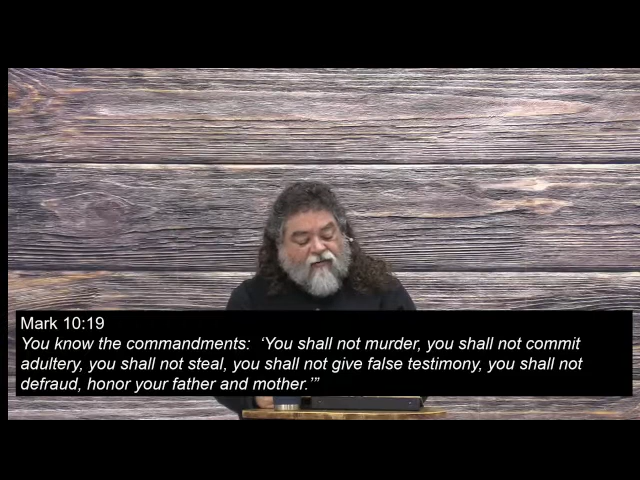 Mark 10:19
You know the commandments:  ‘You shall not murder, you shall not commit
adultery, you shall not steal, you shall not give false testimony, you shall not
defraud, honor your father and mother.’”